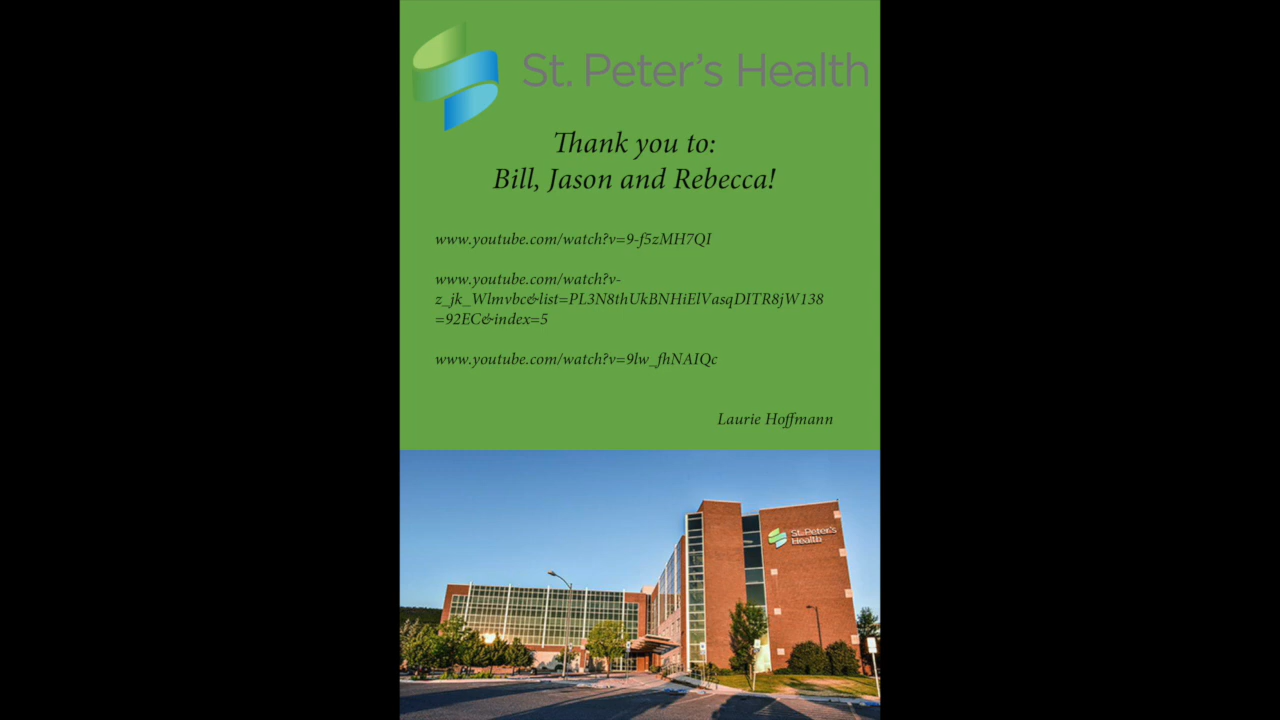 St. Peter's Health
Thank you to:
Bill, Jason and Rebecca!
www.youtube.com/watch?v=9-f5zMH7QI
www.youtube.com/watch?v-
z_jk_Wlmvbc&list=PL3N8thUkBNHiElVasqDITR8jW138
=92EC&index=5
www.youtube.com/watch?v=9lw_fhNAIQc
Laurie Hoffmann
St. Peter's
Health